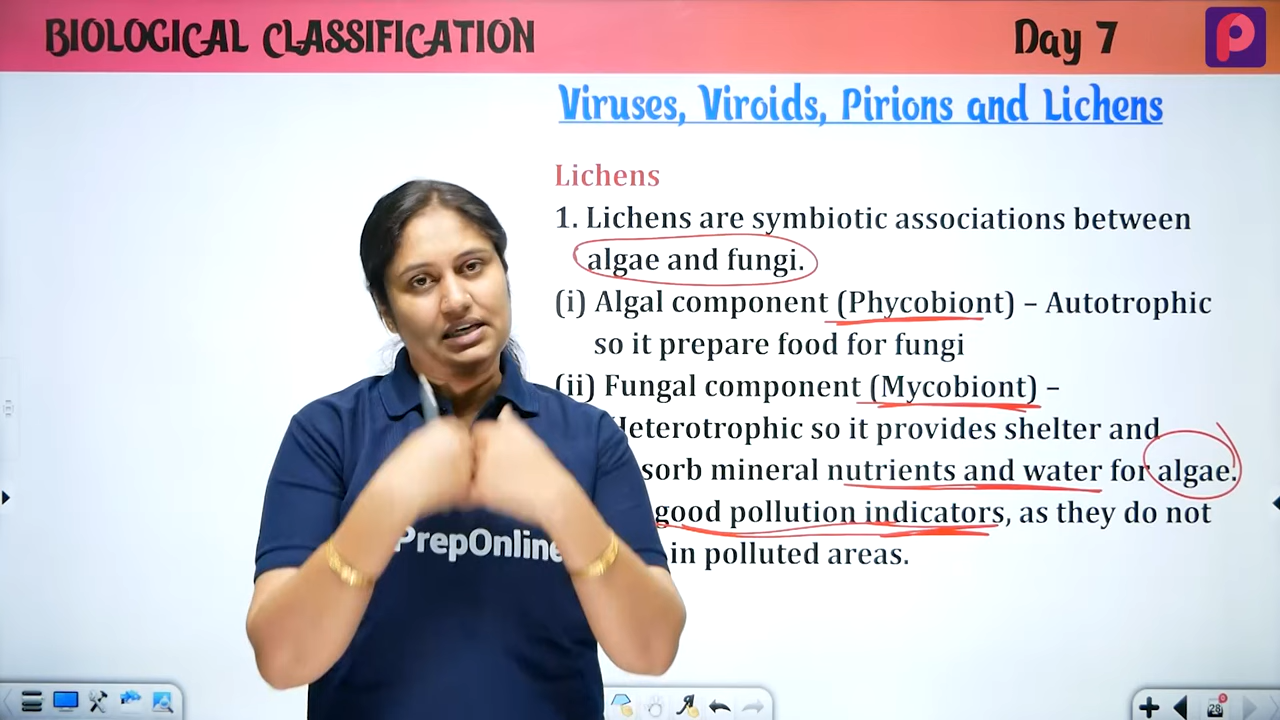 BIOLOGICAL CLASSIFICATION
Day 7
Viruses, Viroids, Pirions and Lichens
Lichens
1. Lichens are symbiotic associations between
algae and fungi.
(i) Algal component (Phycobiont) – Autotrophic
so it prepare food for fungi
(ii) Fungal component (Mycobiont) –
Heterotrophic so it provides shelter and
sorb mineral nutrients and water for algae.
good pollution indicators, as they do not
in polluted areas.
PrepOnline
28